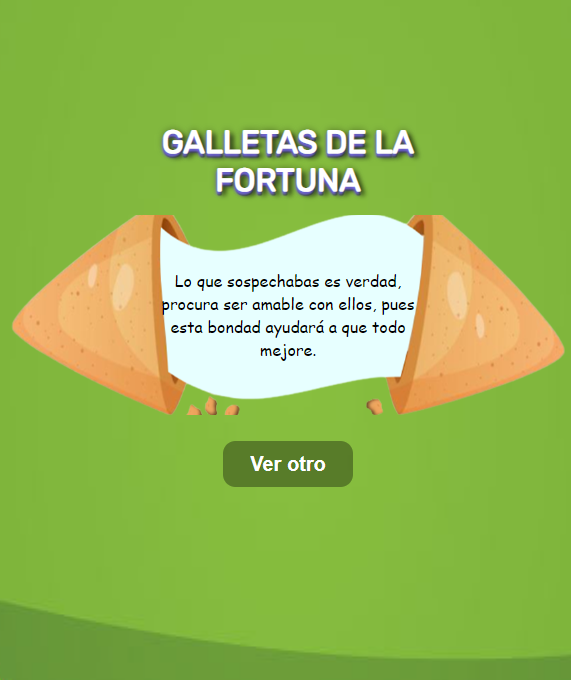 GALLETAS DE LA
FORTUNA
Lo que sospechabas es verdad,
procura ser amable con ellos, pues
esta bondad ayudará a que todo
mejore.
Ver otro